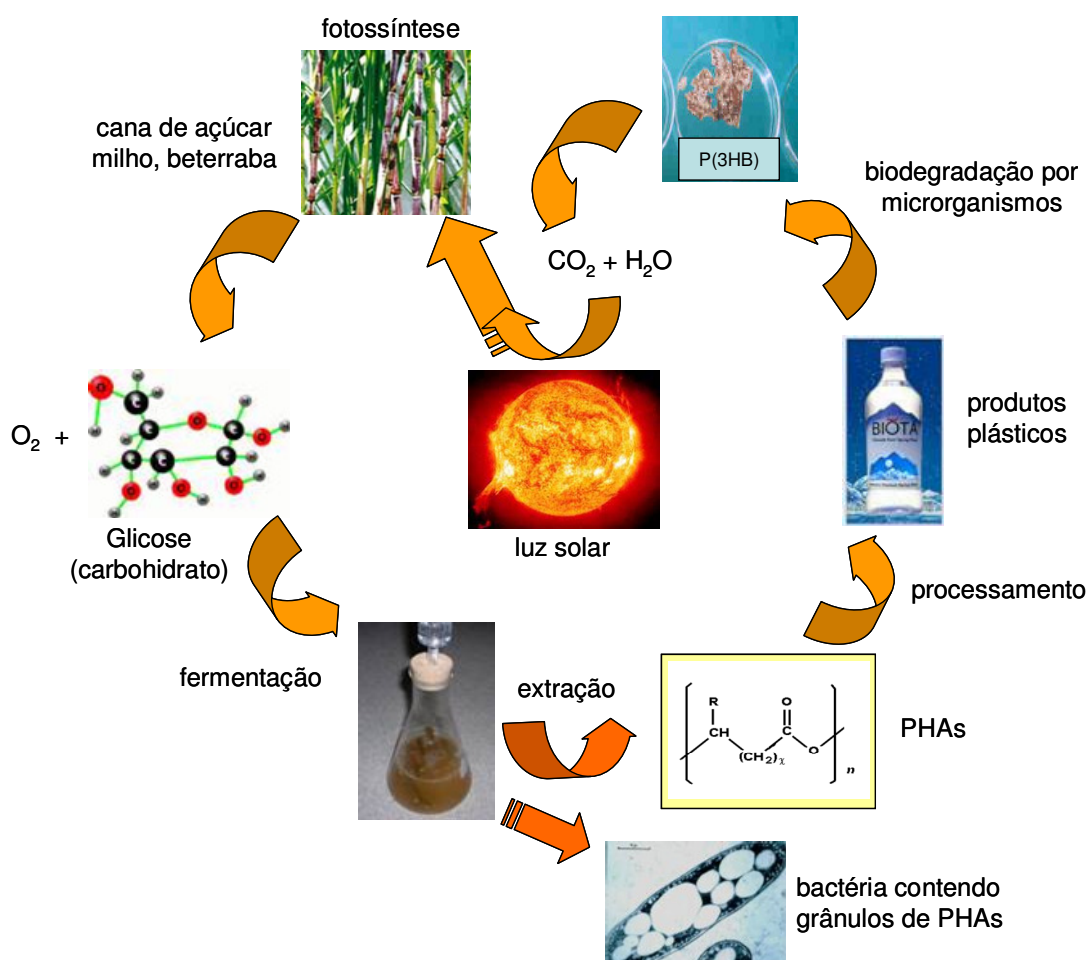 fotossíntese
cana de açúcar
milho, beterraba
P(3HB)
biodegradação por
microrganismos
CO₂ + H₂O
O₂ +
Glicose
(carbohidrato)
luz solar
BIOTA
produtos
plásticos
processamento
fermentação
extração
R
O
CH
C
(CH₂)χ
O
n
PHAs
bactéria contendo
grânulos de PHAs